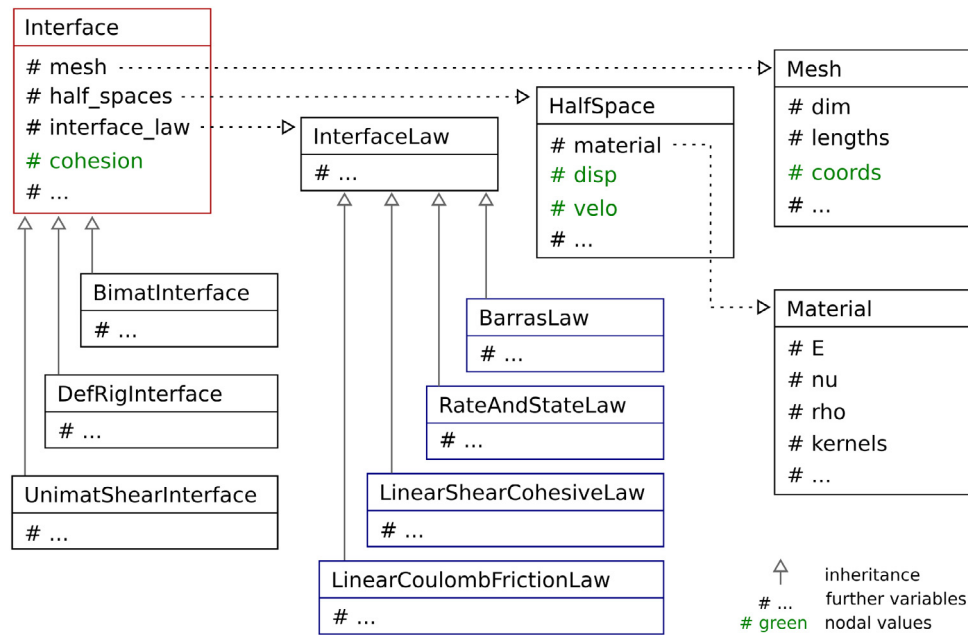 Interface
# mesh
# half_spaces
# interface_law
# cohesion
# ...
InterfaceLaw
# ...
HalfSpace
# material
# disp
# velo
# ...
Mesh
# dim
# lengths
# coords
# ...
Material
# E
# nu
# rho
# kernels
# ...
BimatInterface
# ...
DefRigInterface
# ...
UnimatShearInterface
# ...
BarrasLaw
# ...
RateAndStateLaw
# ...
LinearShearCohesiveLaw
# ...
LinearCoulombFrictionLaw
# ...
inheritance
# ... further variables
# green nodal values